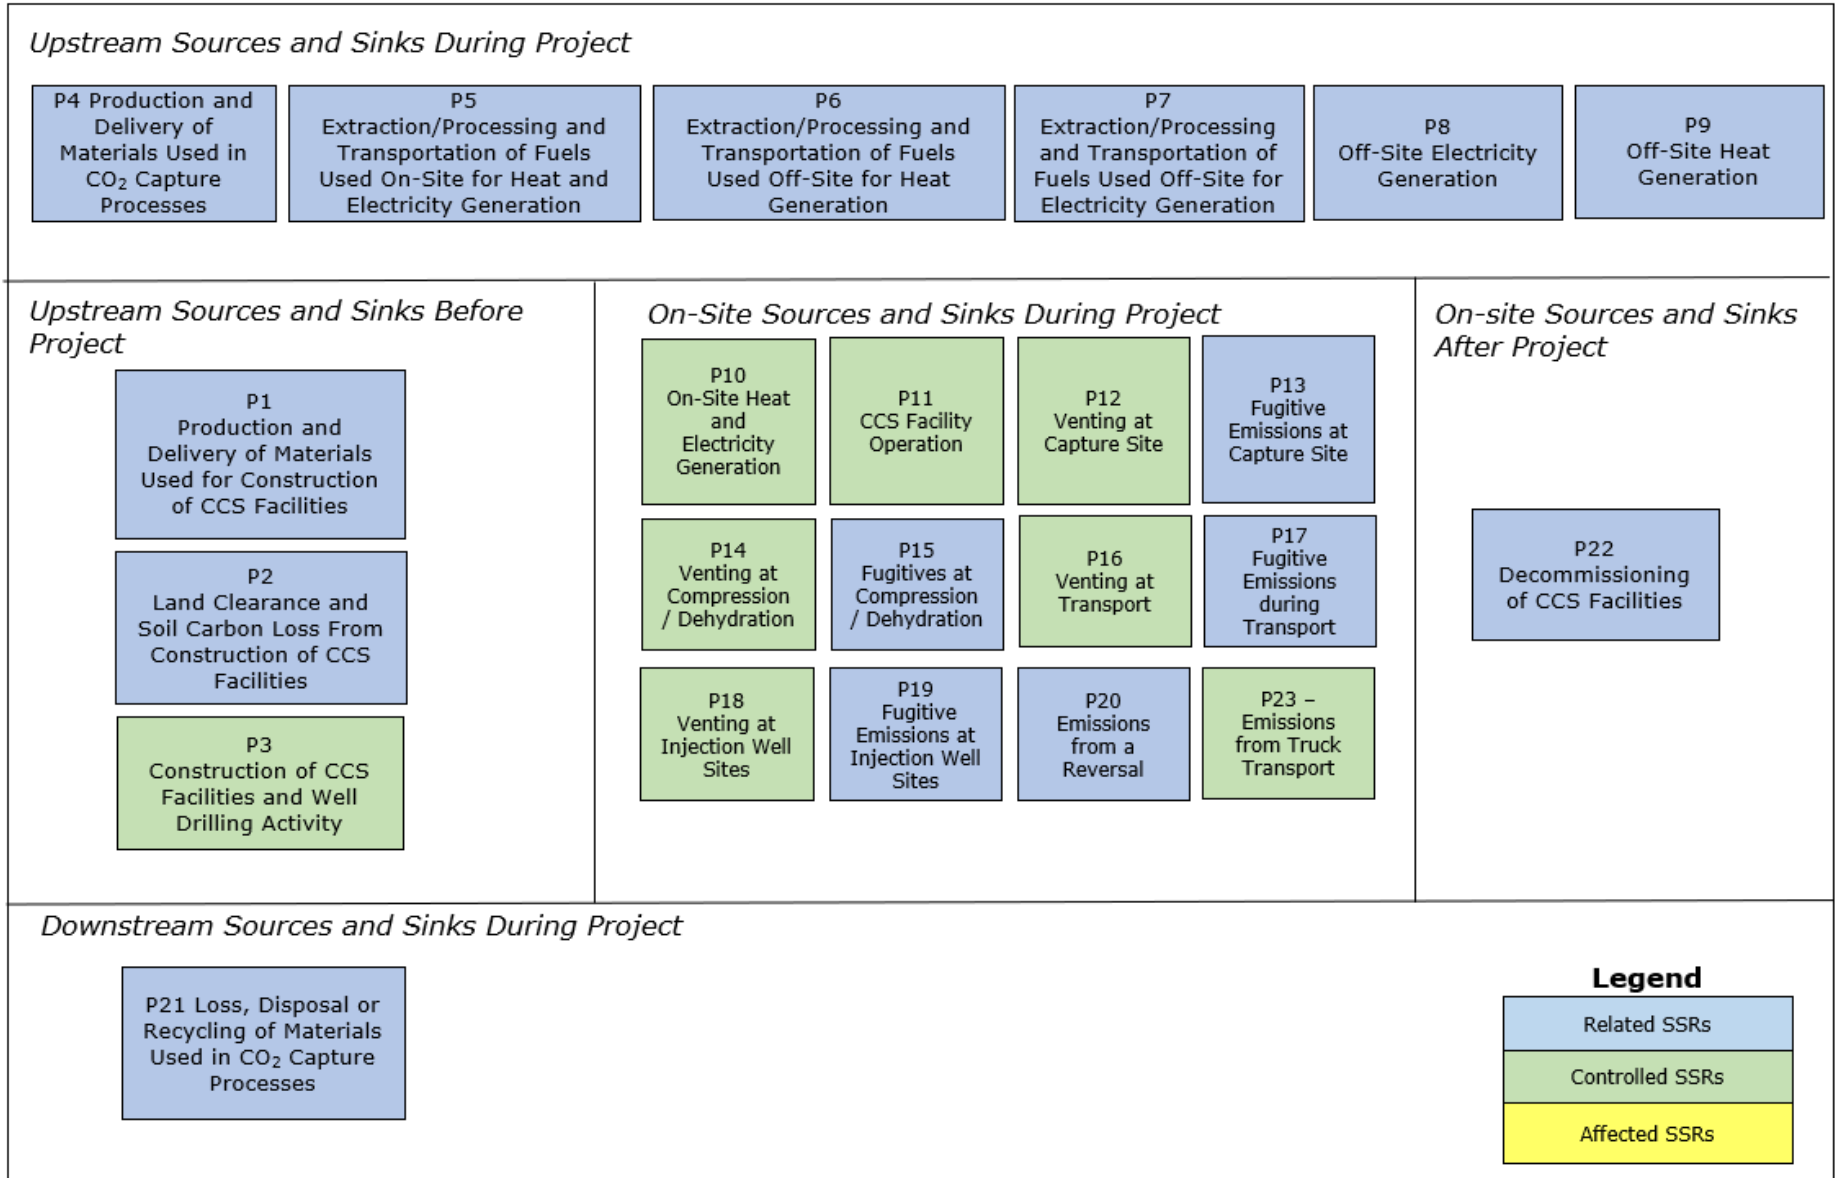 Upstream Sources and Sinks During Project
P4 Production and
Delivery of
Materials Used in
CO₂ Capture
Processes
P5
Extraction/Processing and
Transportation of Fuels
Used On-Site for Heat and
Electricity Generation
P6
Extraction/Processing and
Transportation of Fuels
Used Off-Site for Heat
Generation
P7
Extraction/Processing
and Transportation of
Fuels Used Off-Site for
Electricity Generation
P8
Off-Site Electricity
Generation
P9
Off-Site Heat
Generation
Upstream Sources and Sinks Before
Project
P1
Production and
Delivery of Materials
Used for Construction
of CCS Facilities
P2
Land Clearance and
Soil Carbon Loss From
Construction of CCS
Facilities
P3
Construction of CCS
Facilities and Well
Drilling Activity
On-Site Sources and Sinks During Project
P10
On-Site Heat
and
Electricity
Generation
P11
CCS Facility
Operation
P12
Venting at
Capture Site
P13
Fugitive
Emissions at
Capture Site
P14
Venting at
Compression
/ Dehydration
P15
Fugitives at
Compression
/ Dehydration
P16
Venting at
Transport
P17
Fugitive
Emissions
during
Transport
P18
Venting at
Injection Well
Sites
P19
Fugitive
Emissions at
Injection Well
Sites
P20
Emissions
from a
Reversal
P23 –
Emissions
from Truck
Transport
On-site Sources and Sinks
After Project
P22
Decommissioning
of CCS Facilities
Downstream Sources and Sinks During Project
P21 Loss, Disposal or
Recycling of Materials
Used in CO₂ Capture
Processes
Legend
Related SSRs
Controlled SSRs
Affected SSRs